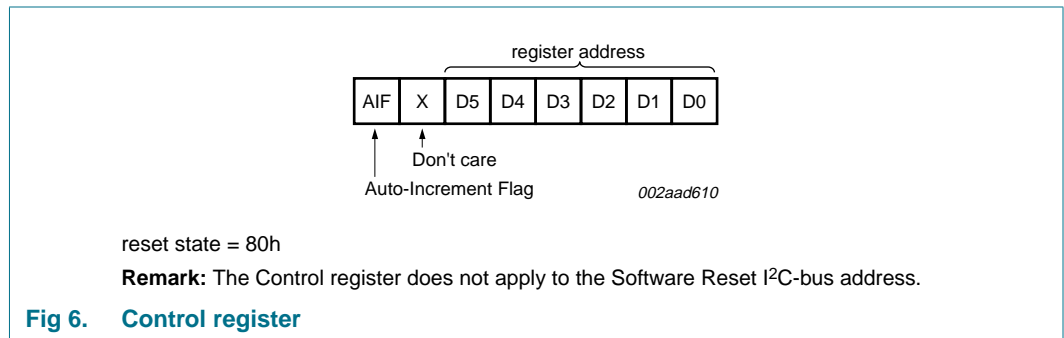 register address
AIF X D5 D4 D3 D2 D1 D0
Don't care
Auto-Increment Flag
002aad610
reset state = 80h
Remark: The Control register does not apply to the Software Reset I²C-bus address.
Fig 6. Control register